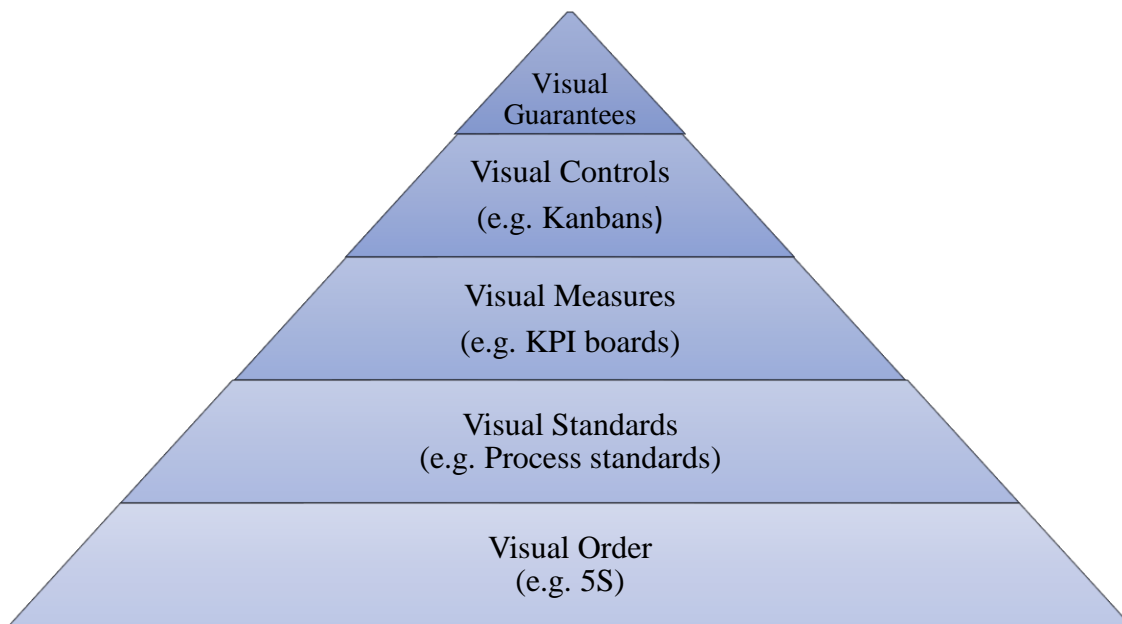 Visual
Guarantees
Visual Controls
(e.g. Kanbans)
Visual Measures
(e.g. KPI boards)
Visual Standards
(e.g. Process standards)
Visual Order
(e.g. 5S)